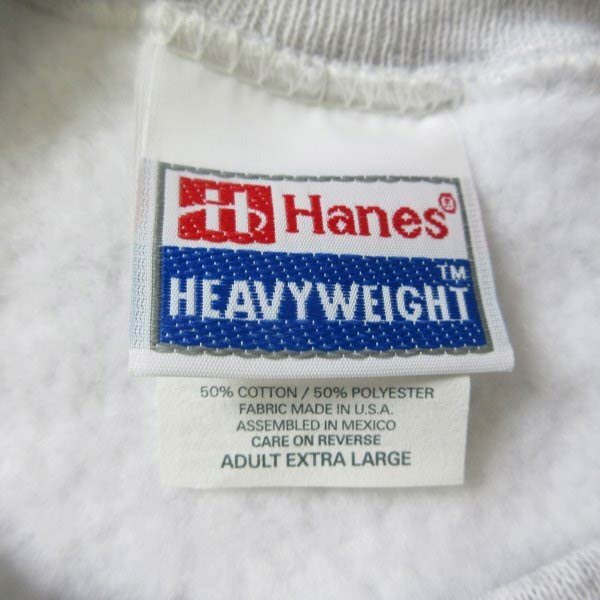 Hanes®
HEAVYWEIGHT™
50% COTTON / 50% POLYESTER
FABRIC MADE IN U.S.A.
ASSEMBLED IN MEXICO
CARE ON REVERSE
ADULT EXTRA LARGE